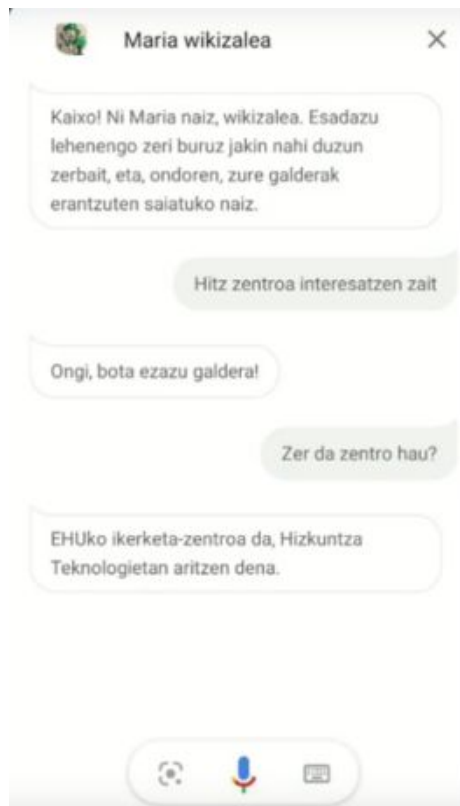 Maria wikizalea
Kaixo! Ni Maria naiz, wikizalea. Esadazu
lehenengo zeri buruz jakin nahi duzun
zerbait, eta, ondoren, zure galderak
erantzuten saiatuko naiz.
Hitz zentroa interesatzen zait
Ongi, bota ezazu galdera!
Zer da zentro hau?
EHUko ikerketa-zentroa da, Hizkuntza
Teknologietan aritzen dena.